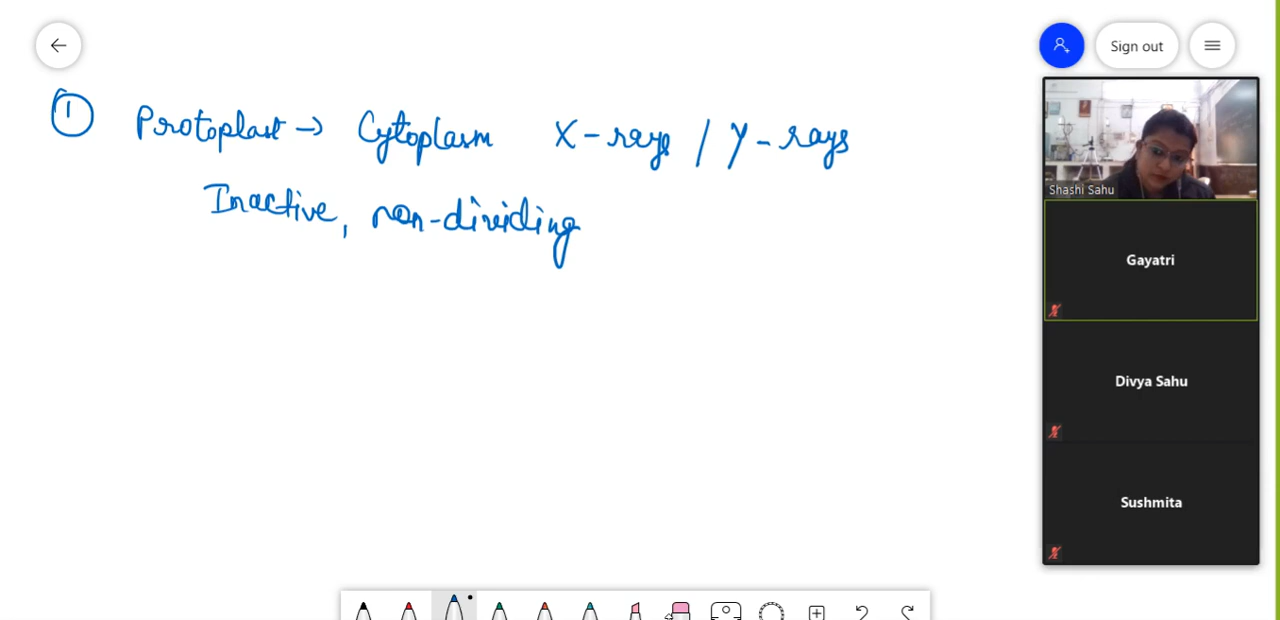 Sign out
① Protoplast → Cytoplasm X-rays / γ-rays
Inactive, non-dividing
Shashi Sahu
Gayatri
Divya Sahu
Sushmita